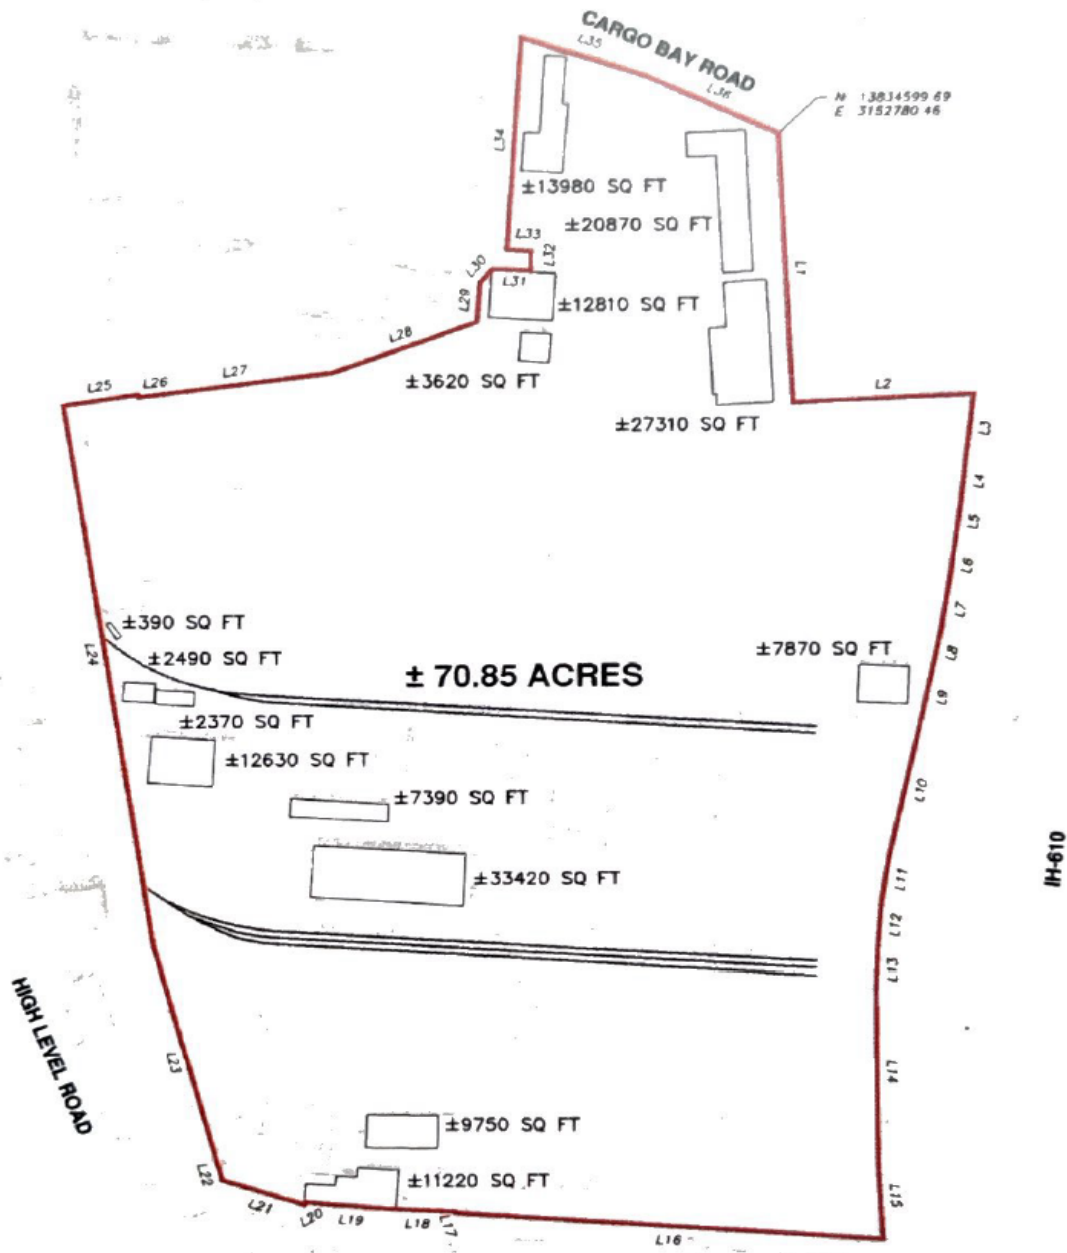 CARGO BAY ROAD
L35
L36
N 13834599 69
E 3152780 46
L34
±13980 SQ FT
±20870 SQ FT
L33
L32
L1
L30
L31
L29
±12810 SQ FT
L28
±3620 SQ FT
L27
L26
L25
L2
±27310 SQ FT
L3
L4
L5
L6
L7
L8
L9
±390 SQ FT
±2490 SQ FT
L24
± 70.85 ACRES
±7870 SQ FT
±2370 SQ FT
±12630 SQ FT
±7390 SQ FT
L10
IH-610
±33420 SQ FT
L11
L12
L13
HIGH LEVEL ROAD
L23
L14
±9750 SQ FT
L22
±11220 SQ FT
L21
L20
L19
L18
L17
L16
L15